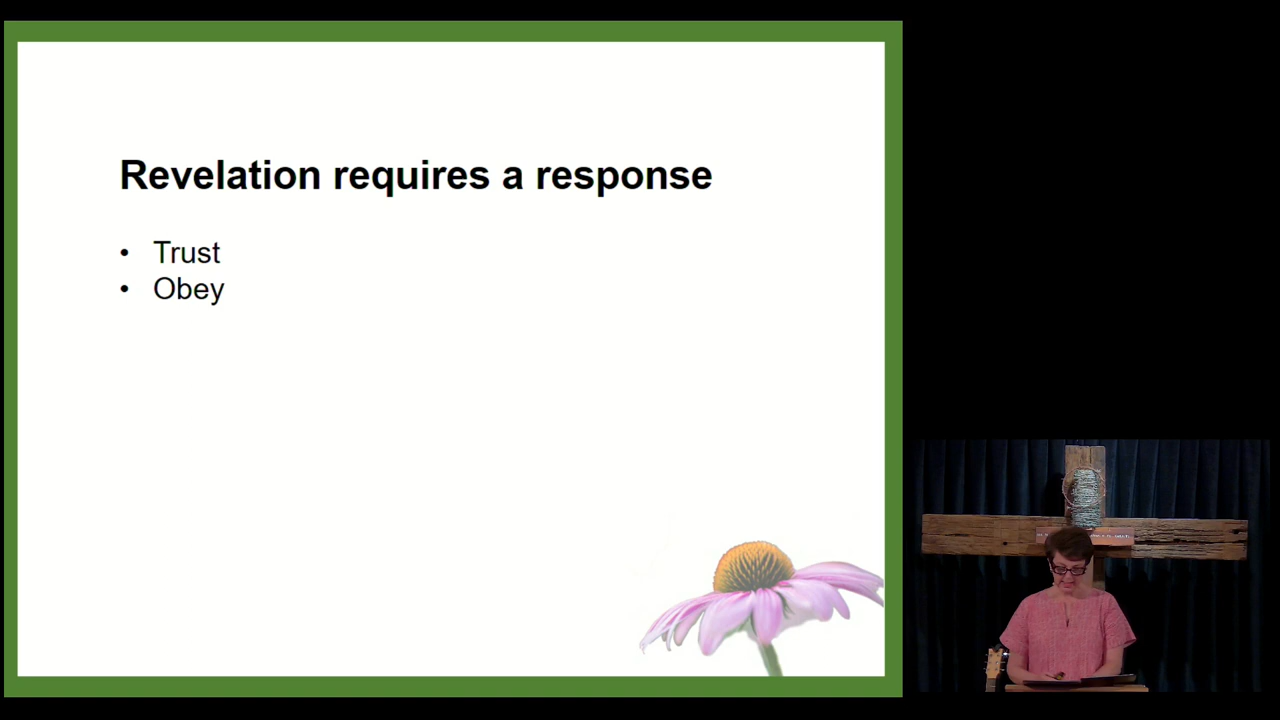 Revelation requires a response
• Trust
• Obey